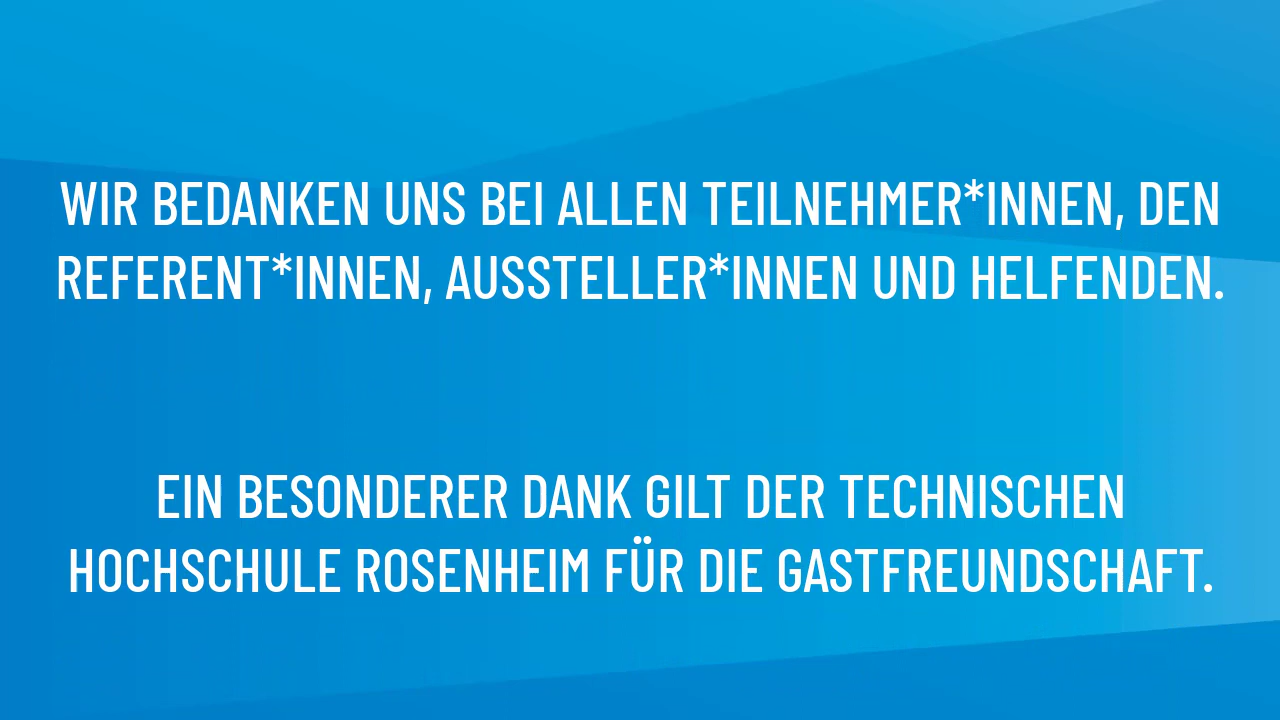 WIR BEDANKEN UNS BEI ALLEN TEILNEHMER*INNEN, DEN
REFERENT*INNEN, AUSSTELLER*INNEN UND HELFENDEN.
EIN BESONDERER DANK GILT DER TECHNISCHEN
HOCHSCHULE ROSENHEIM FÜR DIE GASTFREUNDSCHAFT.